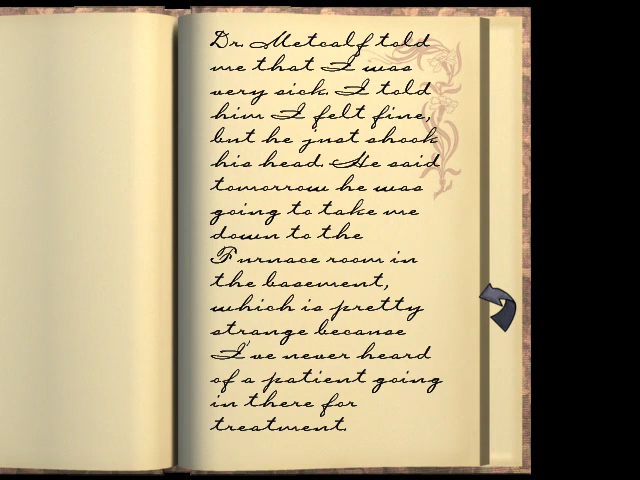 Dr. Metcalf told
me that I was
very sick. I told
him I felt fine,
but he just shook
his head. He said
tomorrow he was
going to take me
down to the
Furnace room in
the basement,
which is pretty
strange because
I've never heard
of a patient going
in there for
treatment.